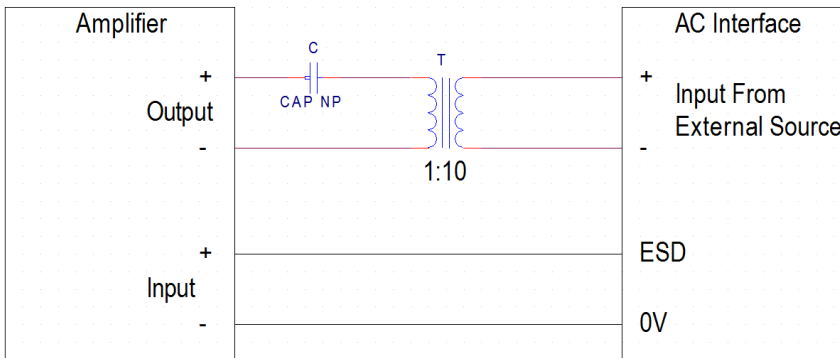 Amplifier
AC Interface
C
T
+
+
CAP NP
Output
Input From
External Source
-
-
1:10
+
ESD
Input
-
0V